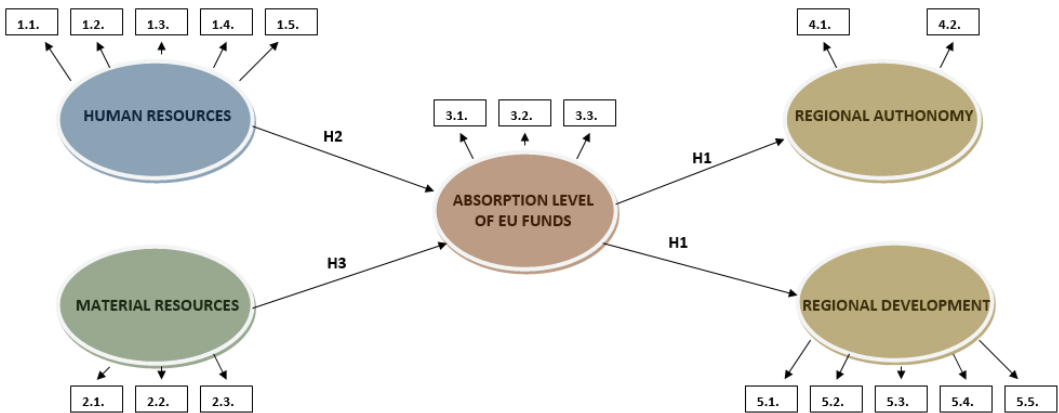 1.1.
1.2.
1.3.
1.4.
1.5.
4.1.
4.2.
HUMAN RESOURCES
3.1.
3.2.
3.3.
REGIONAL AUTHONOMY
H2
H1
ABSORPTION LEVEL
OF EU FUNDS
H1
H3
MATERIAL RESOURCES
REGIONAL DEVELOPMENT
2.1.
2.2.
2.3.
5.1.
5.2.
5.3.
5.4.
5.5.